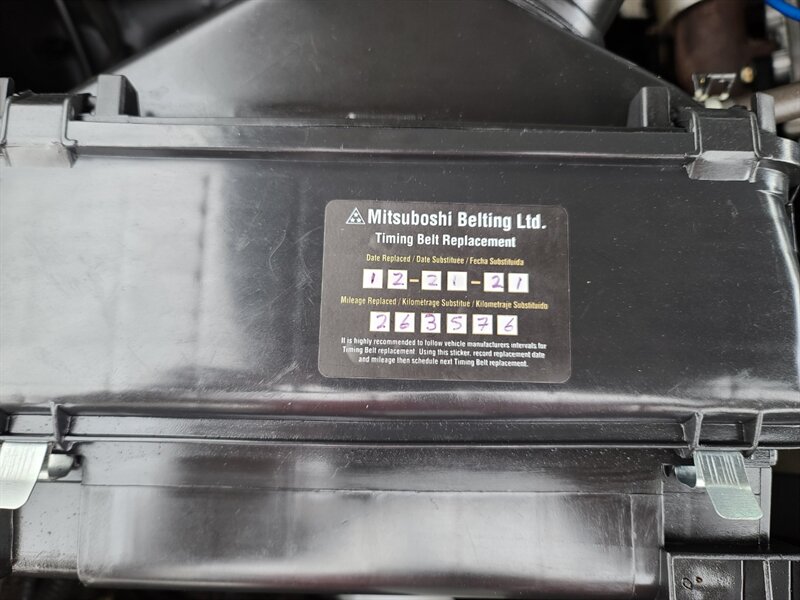 Mitsuboshi Belting Ltd.
Timing Belt Replacement
Date Replaced / Date Substituee / Fecha Substituida
12-21-21
Mileage Replaced / Kilométrage Substitue / Kilometraje Substituido
263576
It is highly recommended to follow vehicle manufacturers intervals for
Timing Belt replacement. Using this sticker, record replacement date
and mileage then schedule next Timing Belt replacement.